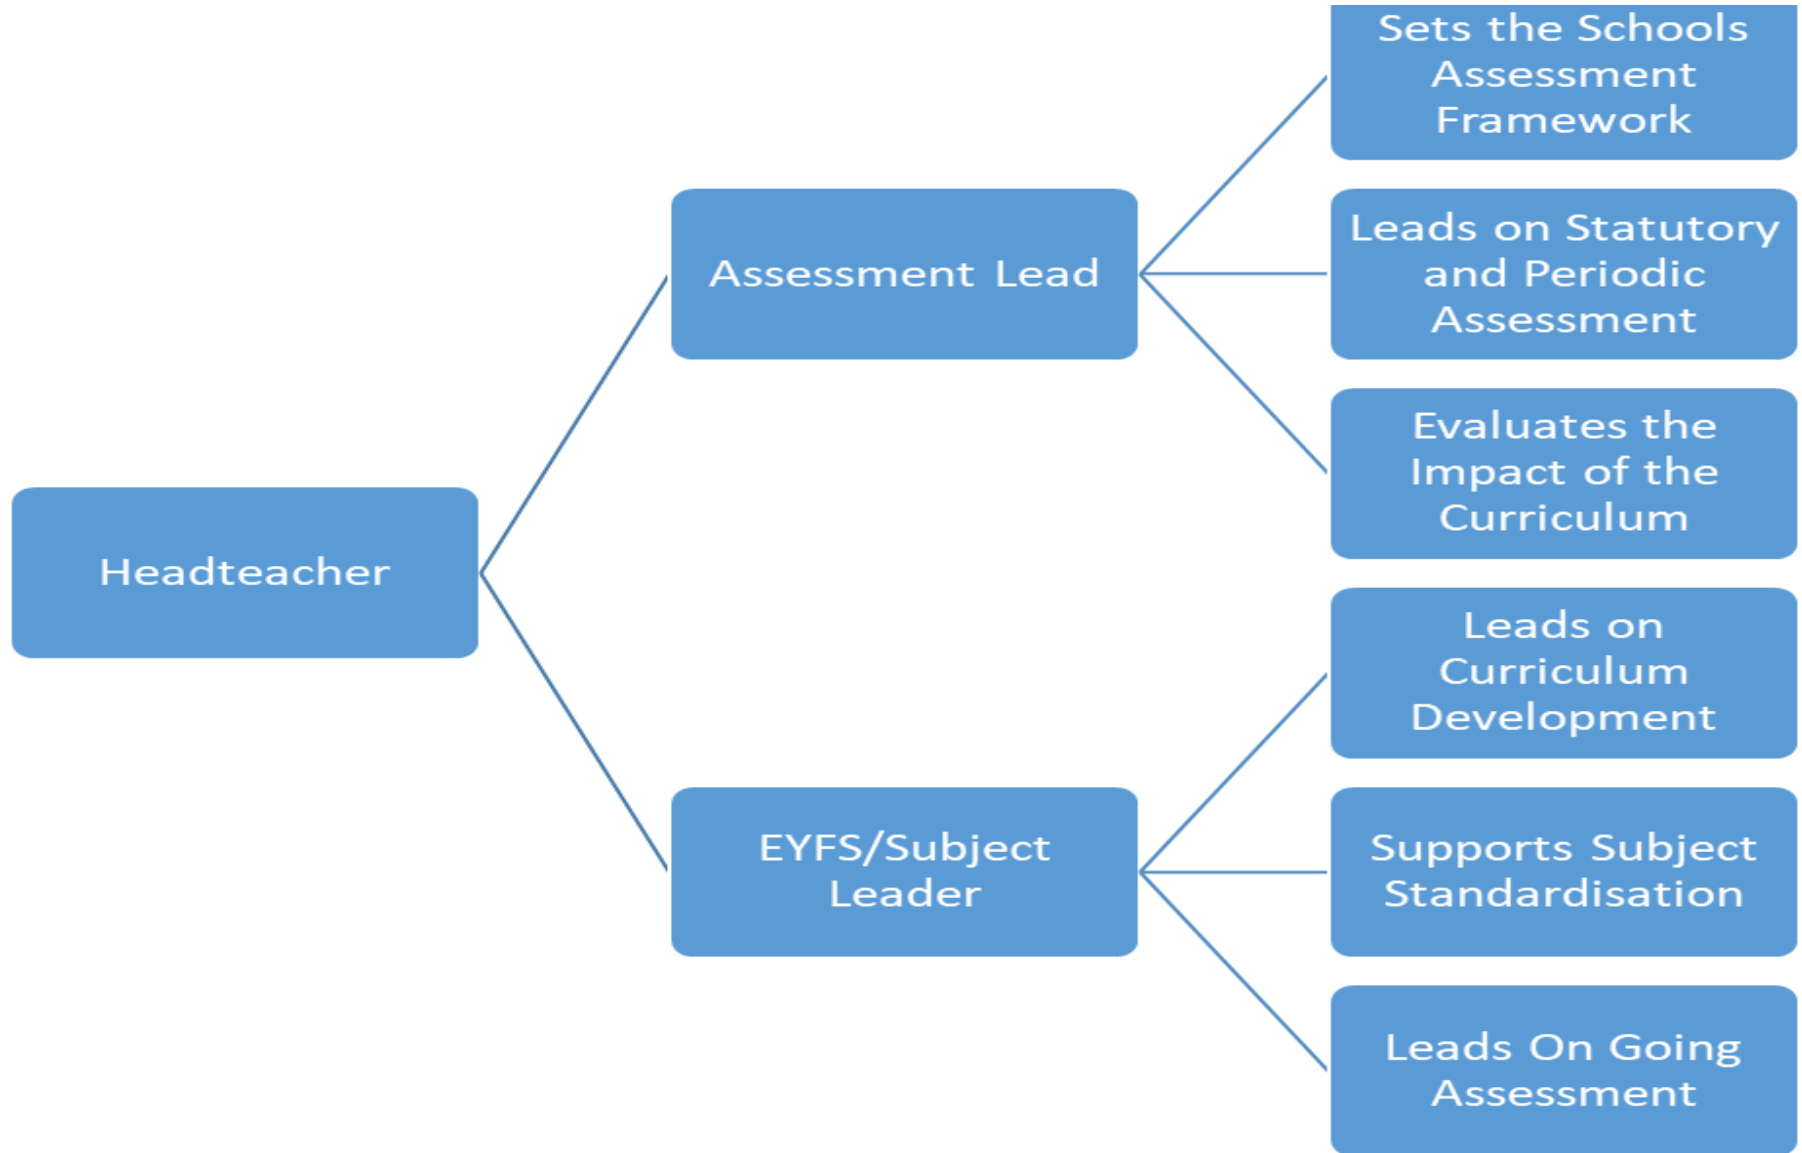 Headteacher
Assessment Lead
Sets the Schools
Assessment
Framework
Leads on Statutory
and Periodic
Assessment
Evaluates the
Impact of the
Curriculum
EYFS/Subject
Leader
Leads on
Curriculum
Development
Supports Subject
Standardisation
Leads On Going
Assessment